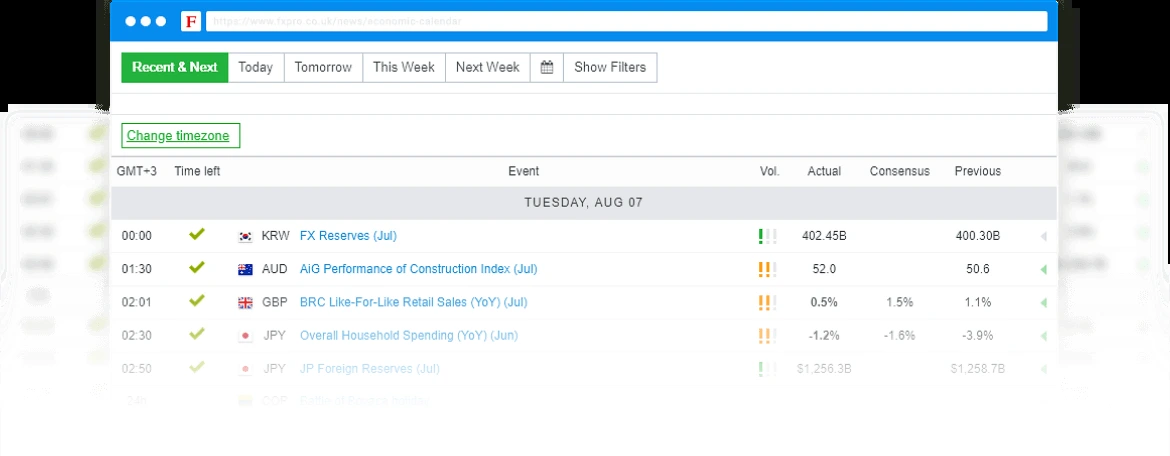 F https://www.fxpro.co.uk/news/economic-calendar
Recent & Next Today Tomorrow This Week Next Week Show Filters
Change timezone
GMT+3 Time left Event Vol. Actual Consensus Previous
TUESDAY, AUG 07
00:00 KRW FX Reserves (Jul) 402.45B 400.30B
01:30 AUD AiG Performance of Construction Index (Jul) 52.0 50.6
02:01 GBP BRC Like-For-Like Retail Sales (YoY) (Jul) 0.5% 1.5% 1.1%
02:30 JPY Overall Household Spending (YoY) (Jun) -1.2% -1.6% -3.9%
02:50 JPY JP Foreign Reserves (Jul) $1,256.3B $1,258.7B
24h COP